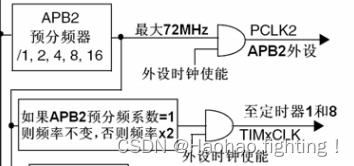 APB2
预分频器
/1, 2, 4, 8, 16
最大72MHz
PCLK2
APB2外设
外设时钟使能
如果APB2预分频系数=1
则频率不变,否则频率x2
至定时器1和8
TIMxCLK
外设时钟使能
CSDN @Haohao fighting！